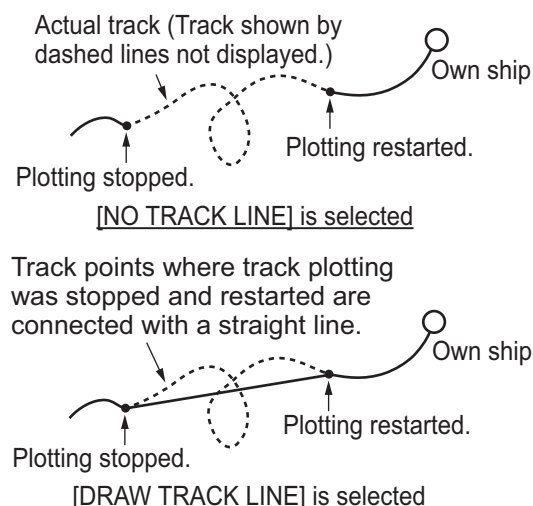 Actual track (Track shown by
dashed lines not displayed.)
Own ship
Plotting restarted.
Plotting stopped.
[NO TRACK LINE] is selected
Track points where track plotting
was stopped and restarted are
connected with a straight line.
Own ship
Plotting restarted.
Plotting stopped.
[DRAW TRACK LINE] is selected